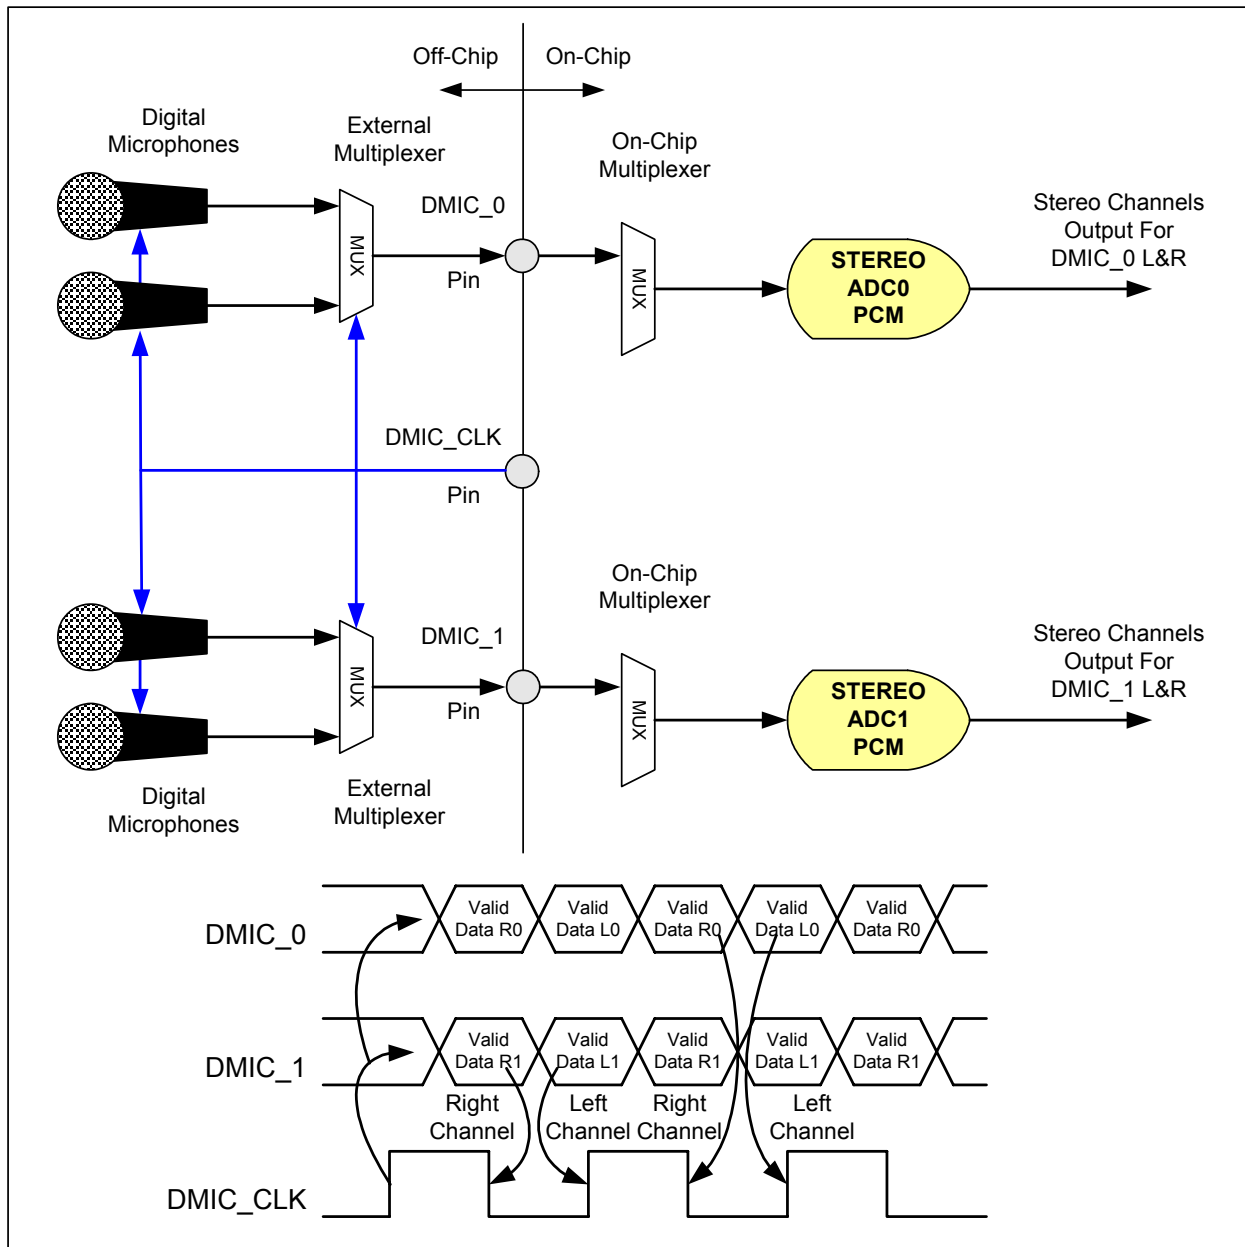 Off-Chip
On-Chip
Digital
Microphones
External
Multiplexer
On-Chip
Multiplexer
DMIC_0
MUX
Pin
MUX
STEREO
ADC0
PCM
Stereo Channels
Output For
DMIC_0 L&R
DMIC_CLK
Pin
On-Chip
Multiplexer
DMIC_1
MUX
Pin
MUX
STEREO
ADC1
PCM
Stereo Channels
Output For
DMIC_1 L&R
Digital
Microphones
External
Multiplexer
DMIC_0
Valid
Data R0
Valid
Data L0
Valid
Data R0
Valid
Data L0
Valid
Data R0
DMIC_1
Valid
Data R1
Valid
Data L1
Valid
Data R1
Valid
Data L1
Valid
Data R1
Right
Channel
Left
Channel
Right
Channel
Left
Channel
DMIC_CLK